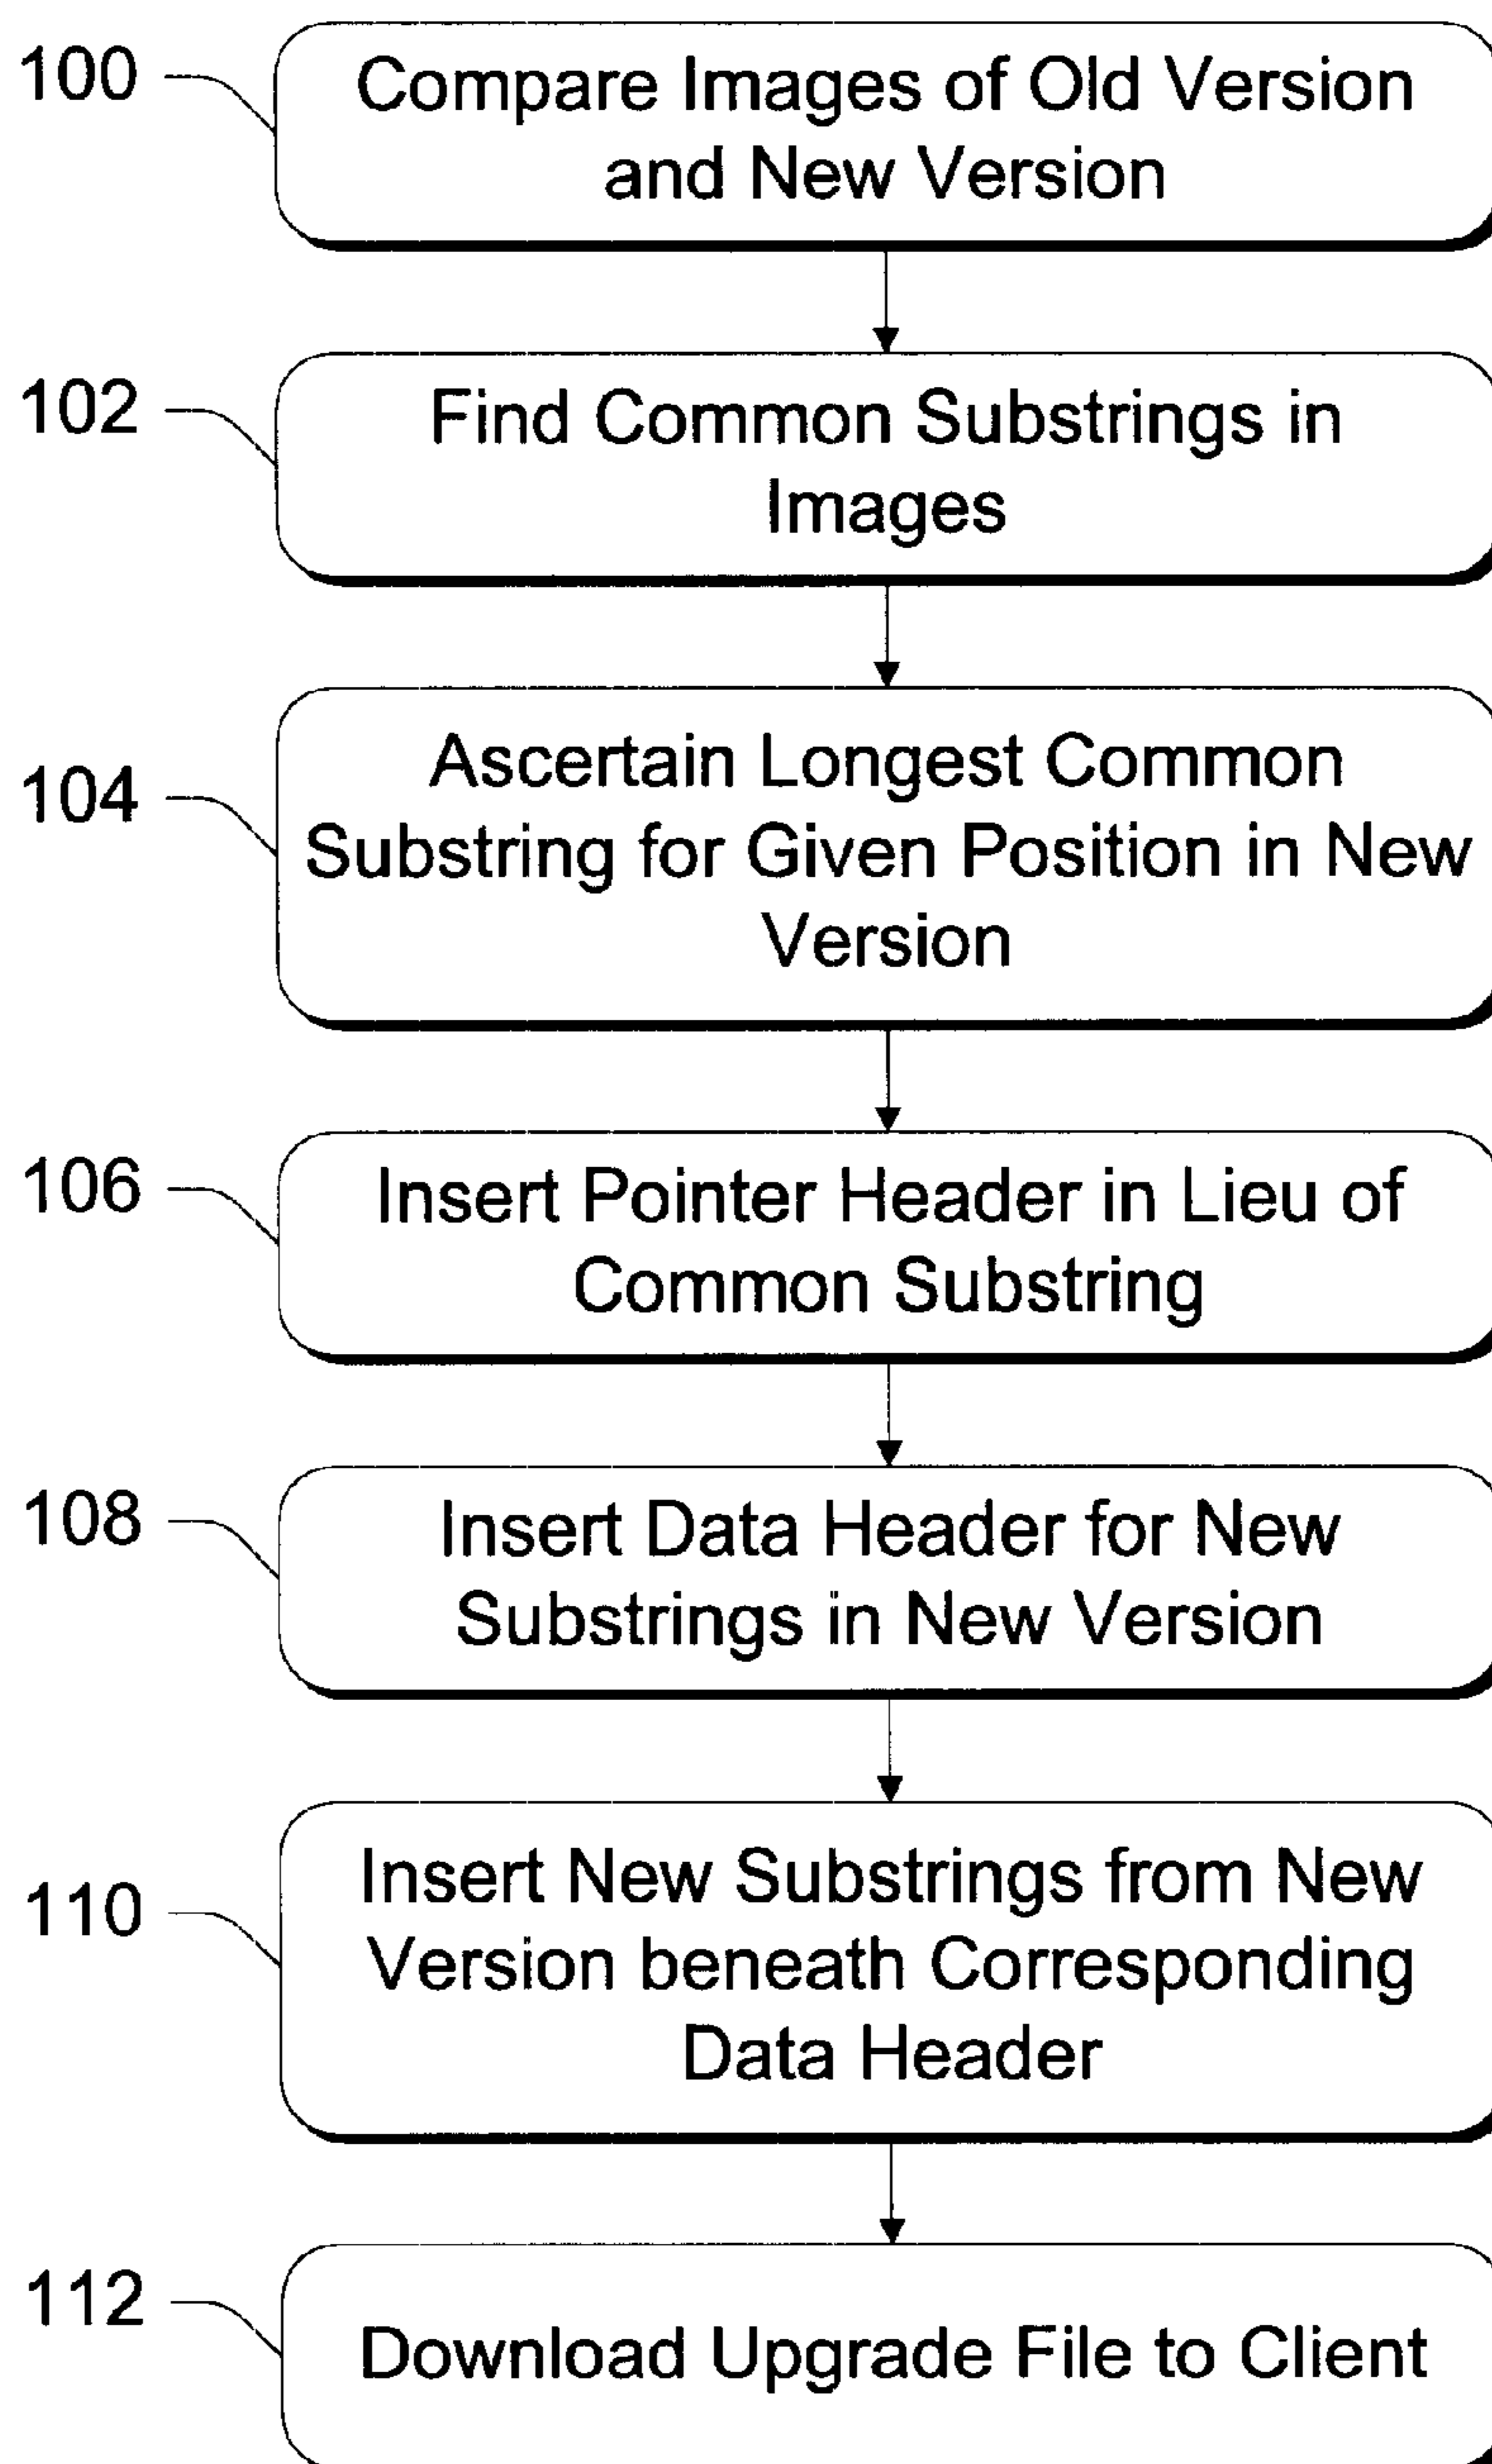 100
Compare Images of Old Version
and New Version
102
Find Common Substrings in
Images
104
Ascertain Longest Common
Substring for Given Position in New
Version
106
Insert Pointer Header in Lieu of
Common Substring
108
Insert Data Header for New
Substrings in New Version
110
Insert New Substrings from New
Version beneath Corresponding
Data Header
112
Download Upgrade File to Client